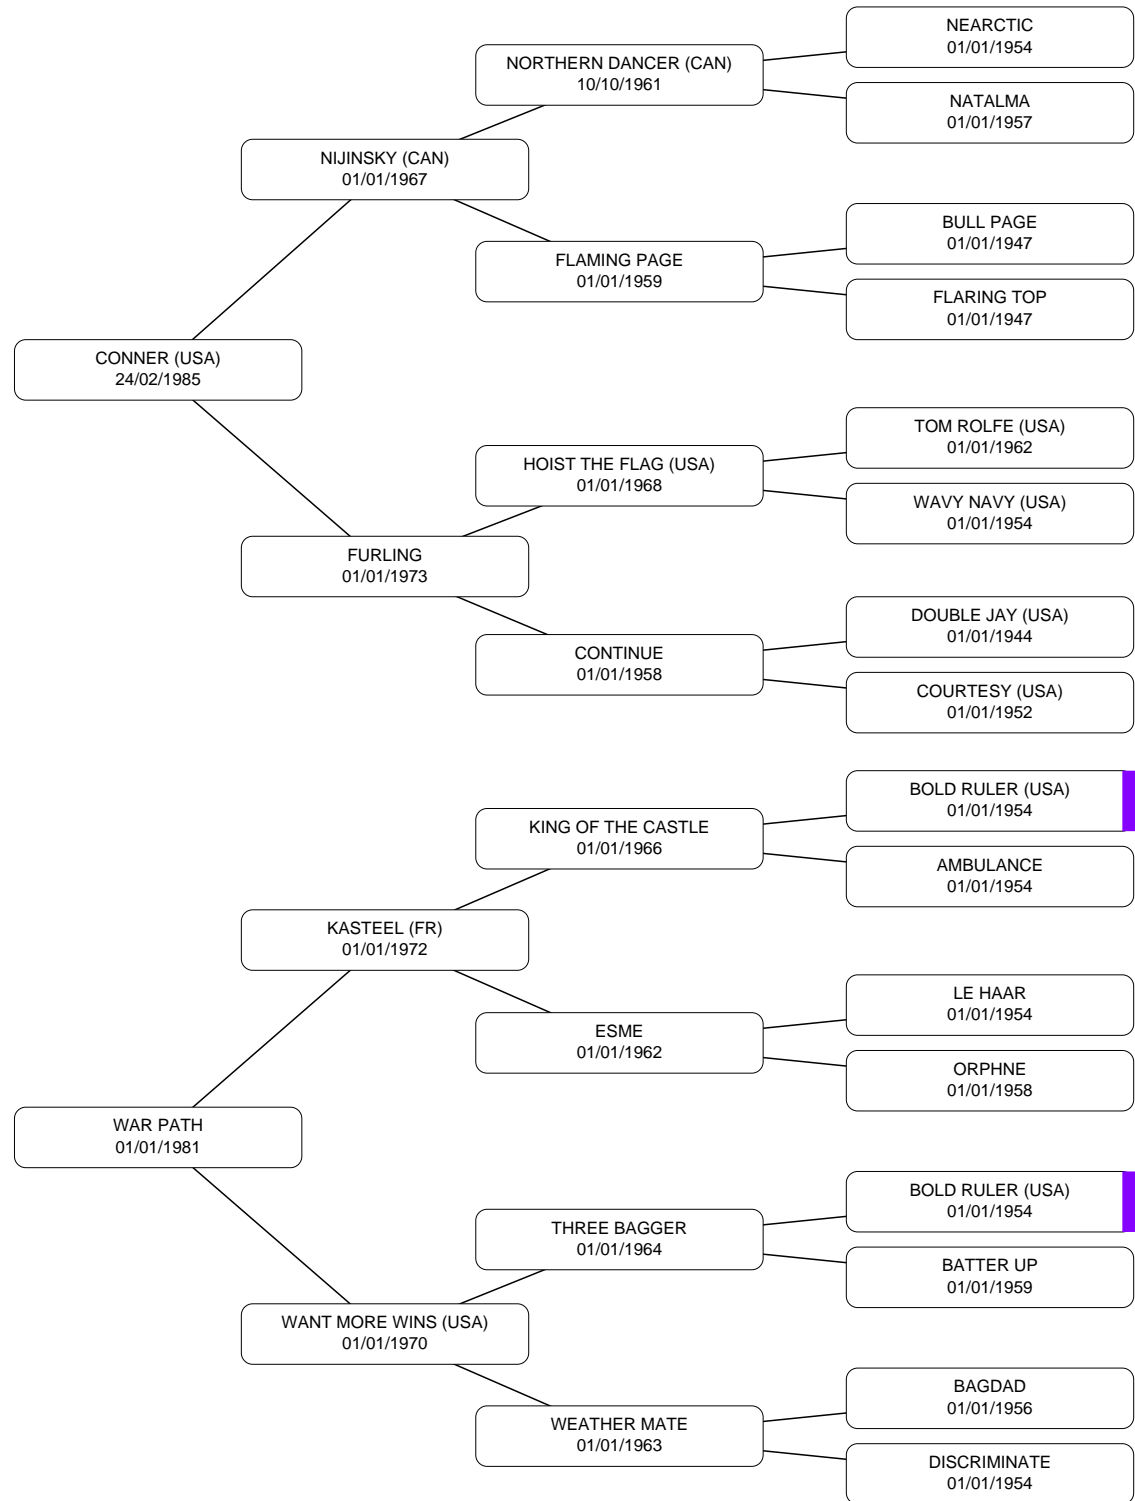 NEARCTIC
01/01/1954
NORTHERN DANCER (CAN)
10/10/1961
NATALMA
01/01/1957
NIJINSKY (CAN)
01/01/1967
BULL PAGE
01/01/1947
FLAMING PAGE
01/01/1959
FLARING TOP
01/01/1947
CONNER (USA)
24/02/1985
TOM ROLFE (USA)
01/01/1962
HOIST THE FLAG (USA)
01/01/1968
WAVY NAVY (USA)
01/01/1954
FURLING
01/01/1973
DOUBLE JAY (USA)
01/01/1944
CONTINUE
01/01/1958
COURTESY (USA)
01/01/1952
BOLD RULER (USA)
01/01/1954
KING OF THE CASTLE
01/01/1966
AMBULANCE
01/01/1954
KASTEEL (FR)
01/01/1972
LE HAAR
01/01/1954
ESME
01/01/1962
ORPHNE
01/01/1958
WAR PATH
01/01/1981
BOLD RULER (USA)
01/01/1954
THREE BAGGER
01/01/1964
BATTER UP
01/01/1959
WANT MORE WINS (USA)
01/01/1970
BAGDAD
01/01/1956
WEATHER MATE
01/01/1963
DISCRIMINATE
01/01/1954